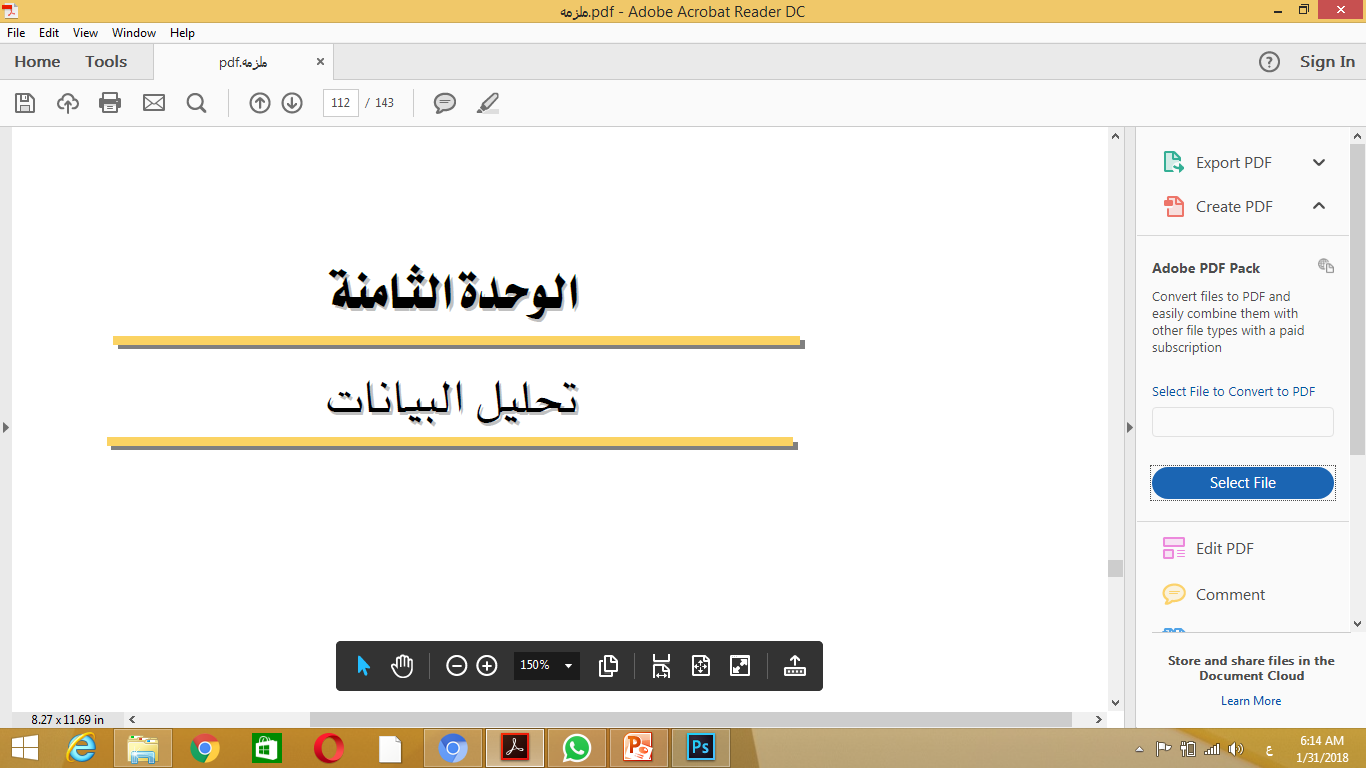 ملزمه.pdf - Adobe Acrobat Reader DC
File Edit View Window Help
Home Tools ملزمه.pdf × Sign In
112 / 143
Export PDF
Create PDF
Adobe PDF Pack
Convert files to PDF and
easily combine them with
other file types with a paid
subscription
Select File to Convert to PDF
Select File
Edit PDF
Comment
Store and share files in the
Document Cloud
Learn More
الوحدة الثامنة
تحليل البيانات
150%
8.27 x 11.69 in
ع
6:14 AM
1/31/2018